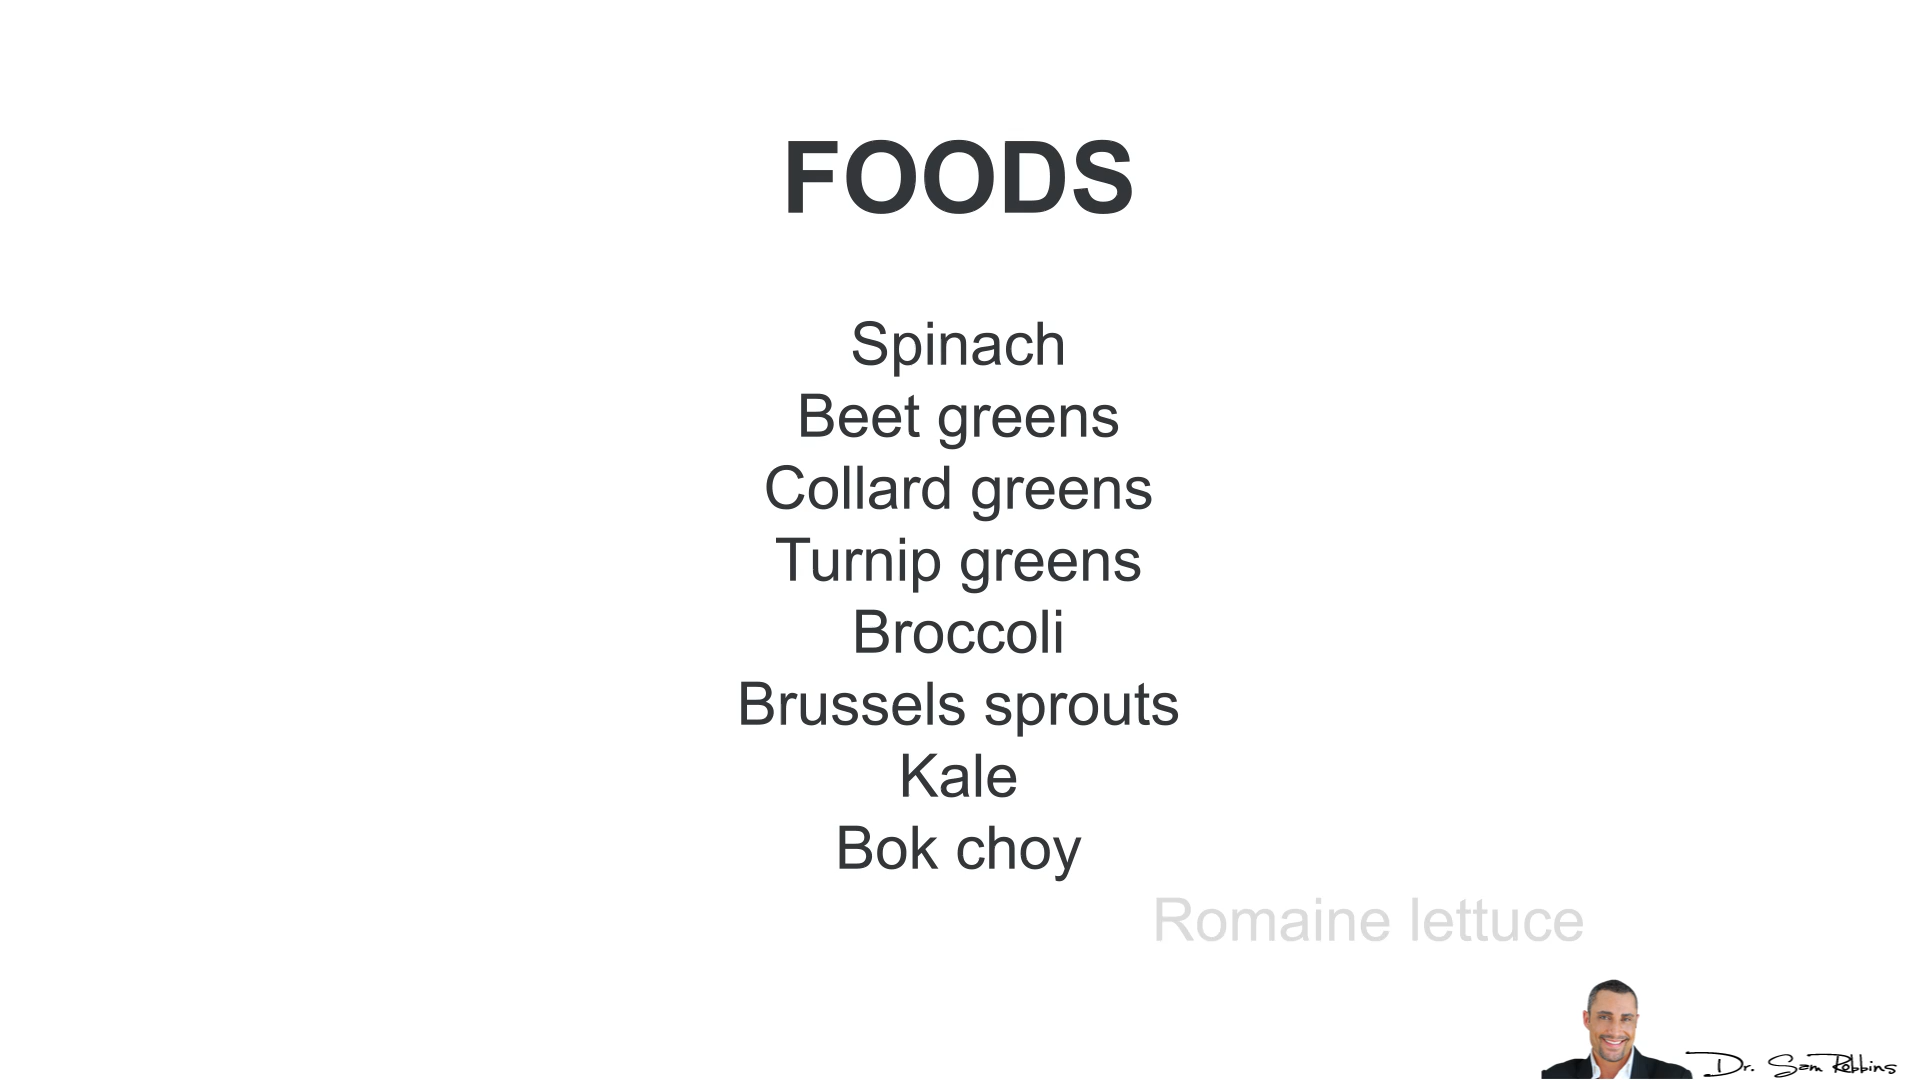 FOODS
Spinach
Beet greens
Collard greens
Turnip greens
Broccoli
Brussels sprouts
Kale
Bok choy
Romaine lettuce
Dr. Sam Robbins